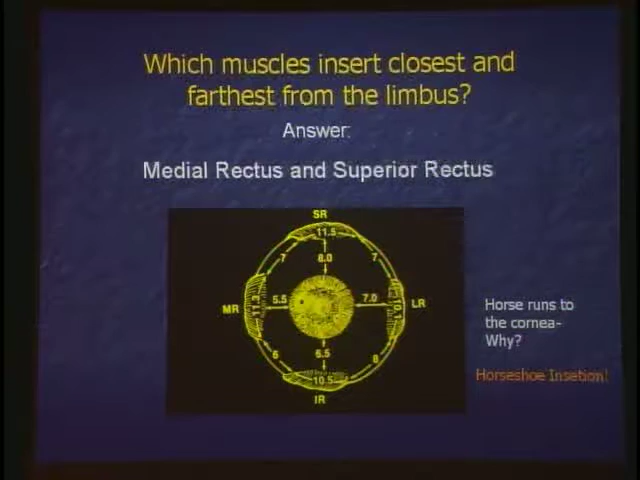 Which muscles insert closest and
farthest from the limbus?
Answer:
Medial Rectus and Superior Rectus
SR
11.5
7
8.0
7
MR
11.3
5.5
7.0
10.1
LR
6
6.5
8
10.5
IR
Horse runs to
the cornea-
Why?
Horseshoe Insetion!